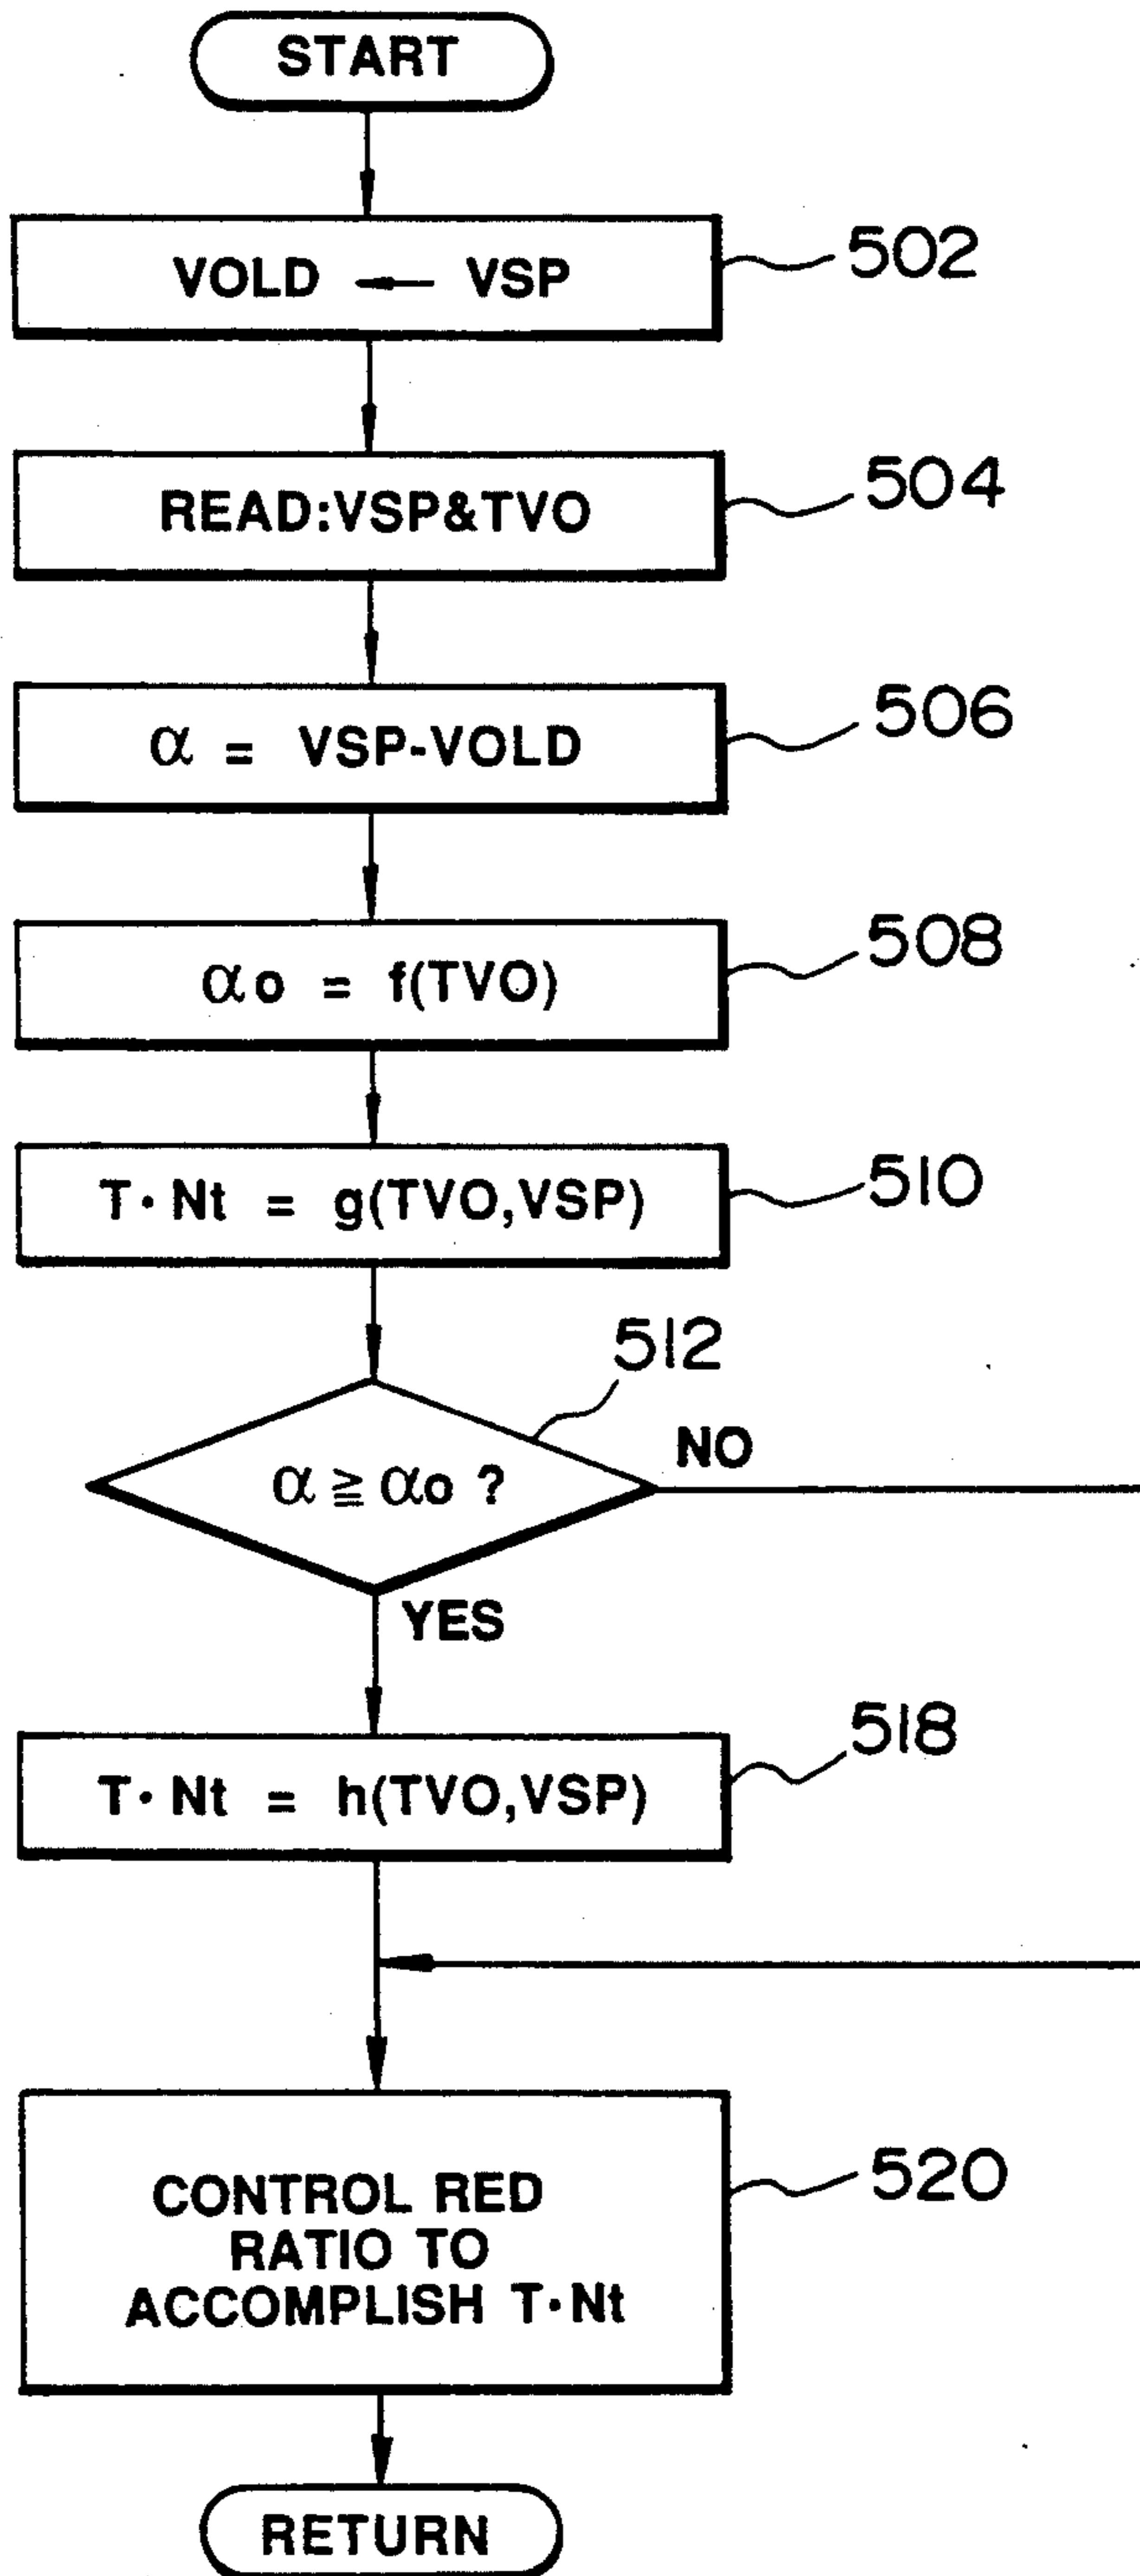 START
VOLD ← VSP
502
READ:VSP&TVO
504
α = VSP-VOLD
506
αo = f(TVO)
508
T·Nt = g(TVO,VSP)
510
512
α ≧ αo ?
NO
YES
T·Nt = h(TVO,VSP)
518
CONTROL RED
RATIO TO
ACCOMPLISH T·Nt
520
RETURN